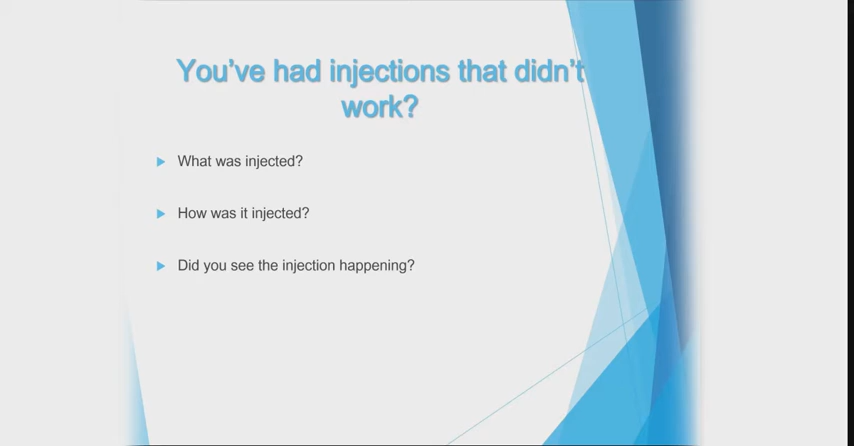 You've had injections that didn't
work?
What was injected?
How was it injected?
Did you see the injection happening?